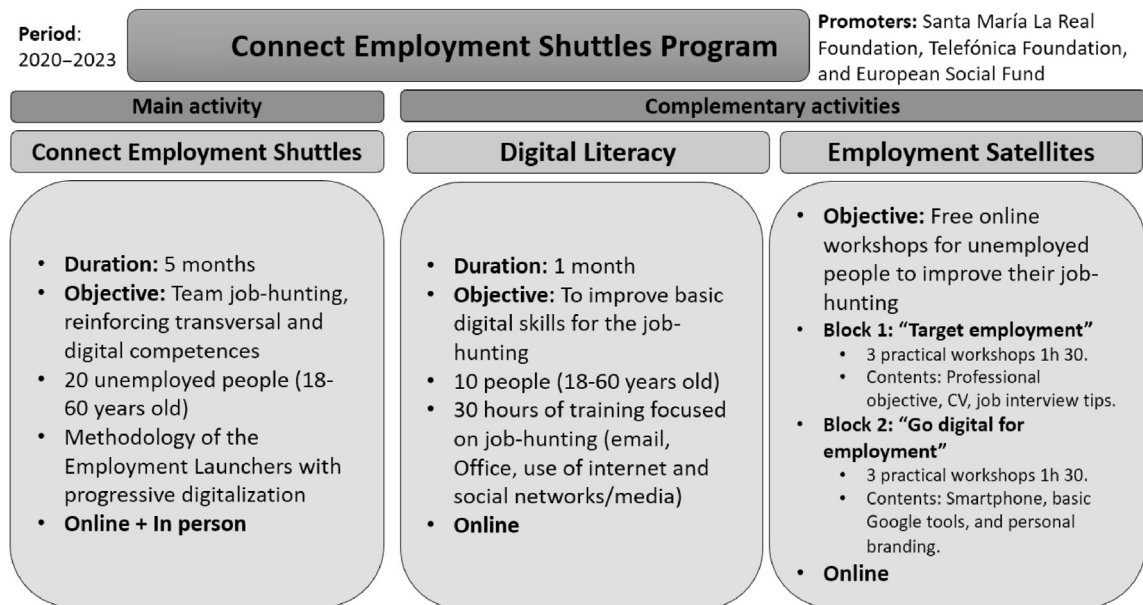 Period:
2020–2023
Connect Employment Shuttles Program
Promoters: Santa María La Real
Foundation, Telefónica Foundation,
and European Social Fund
Main activity
Complementary activities
Connect Employment Shuttles
Digital Literacy
Employment Satellites
• Duration: 5 months
• Objective: Team job-hunting,
reinforcing transversal and
digital competences
• 20 unemployed people (18-
60 years old)
• Methodology of the
Employment Launchers with
progressive digitalization
• Online + In person
• Duration: 1 month
• Objective: To improve basic
digital skills for the job-
hunting
• 10 people (18-60 years old)
• 30 hours of training focused
on job-hunting (email,
Office, use of internet and
social networks/media)
• Online
• Objective: Free online
workshops for unemployed
people to improve their job-
hunting
• Block 1: “Target employment”
• 3 practical workshops 1h 30.
• Contents: Professional
objective, CV, job interview tips.
• Block 2: “Go digital for
employment”
• 3 practical workshops 1h 30.
• Contents: Smartphone, basic
Google tools, and personal
branding.
• Online